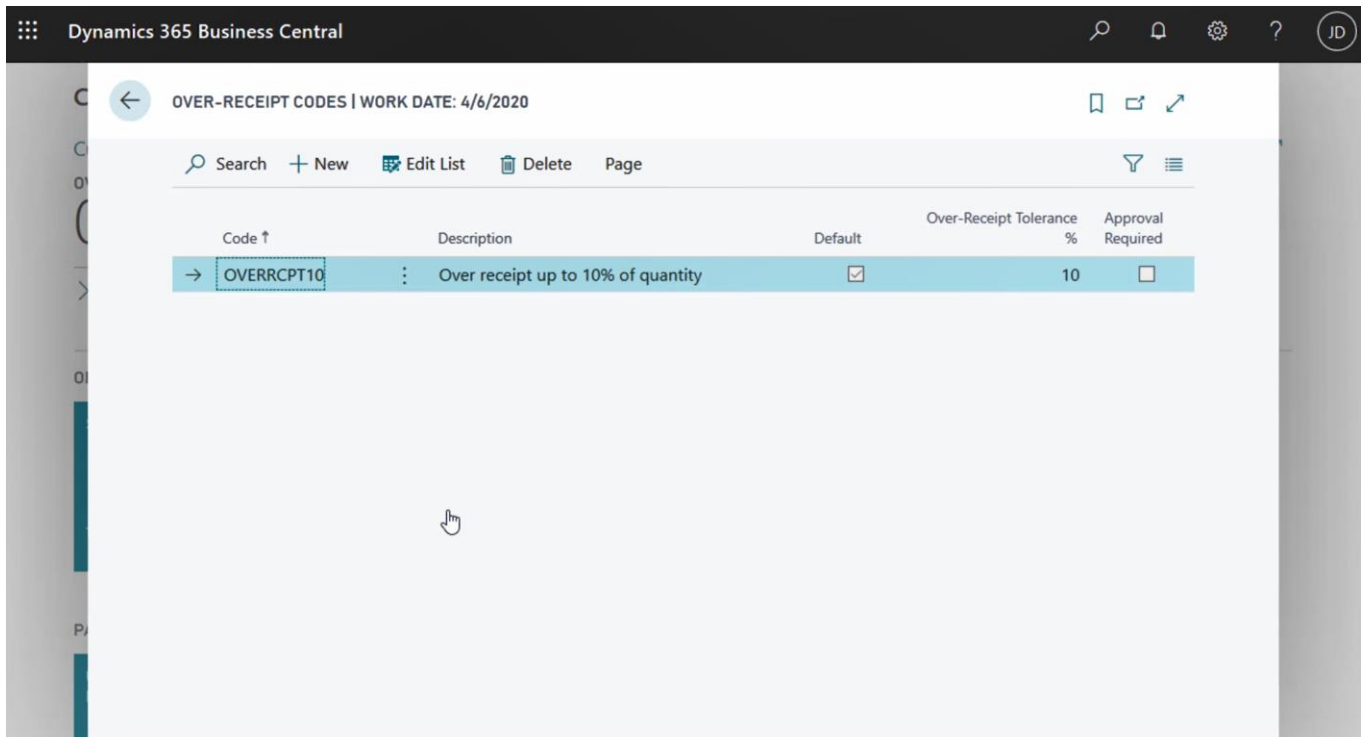 Dynamics 365 Business Central
JD
OVER-RECEIPT CODES | WORK DATE: 4/6/2020
Search New Edit List Delete Page
Code ↑ Description Default Over-Receipt Tolerance % Approval Required
OVERRCPT10 Over receipt up to 10% of quantity 10